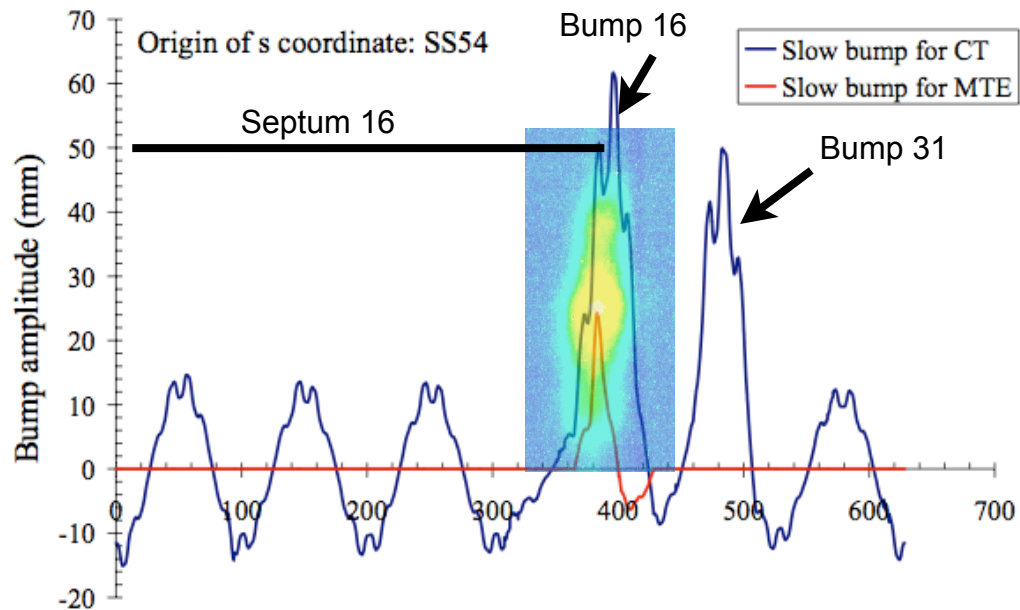 70
60
50
40
30
20
10
0
-10
-20
Bump amplitude (mm)
Origin of s coordinate: SS54
Bump 16
Slow bump for CT
Slow bump for MTE
Septum 16
Bump 31
0
100
200
300
400
500
600
700